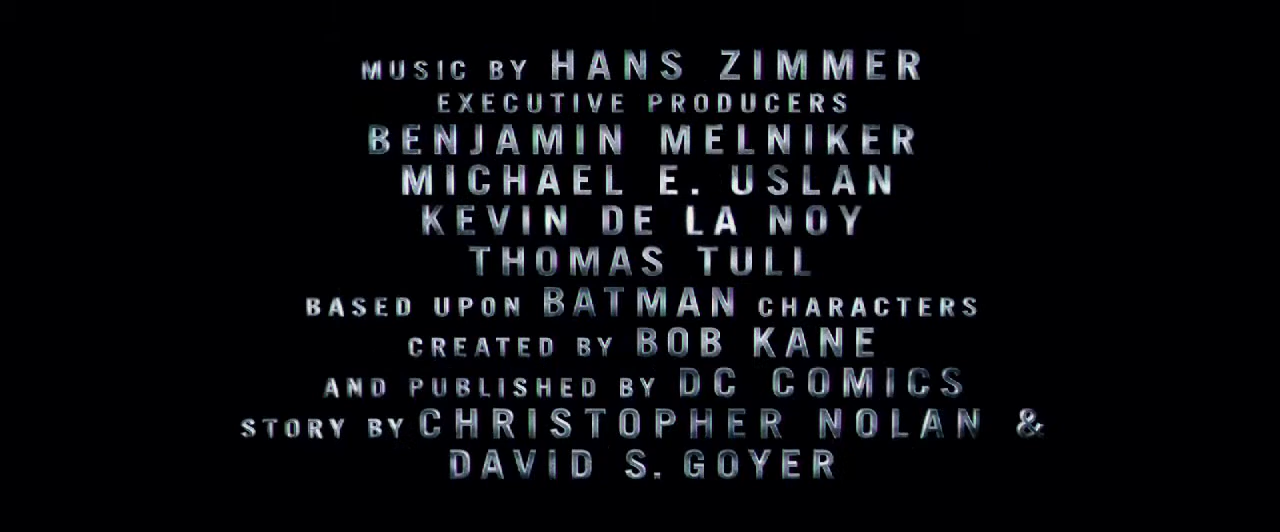 MUSIC BY HANS ZIMMER
EXECUTIVE PRODUCERS
BENJAMIN MELNIKER
MICHAEL E. USLAN
KEVIN DE LA NOY
THOMAS TULL
BASED UPON BATMAN CHARACTERS
CREATED BY BOB KANE
AND PUBLISHED BY DC COMICS
STORY BY CHRISTOPHER NOLAN &
DAVID S. GOYER